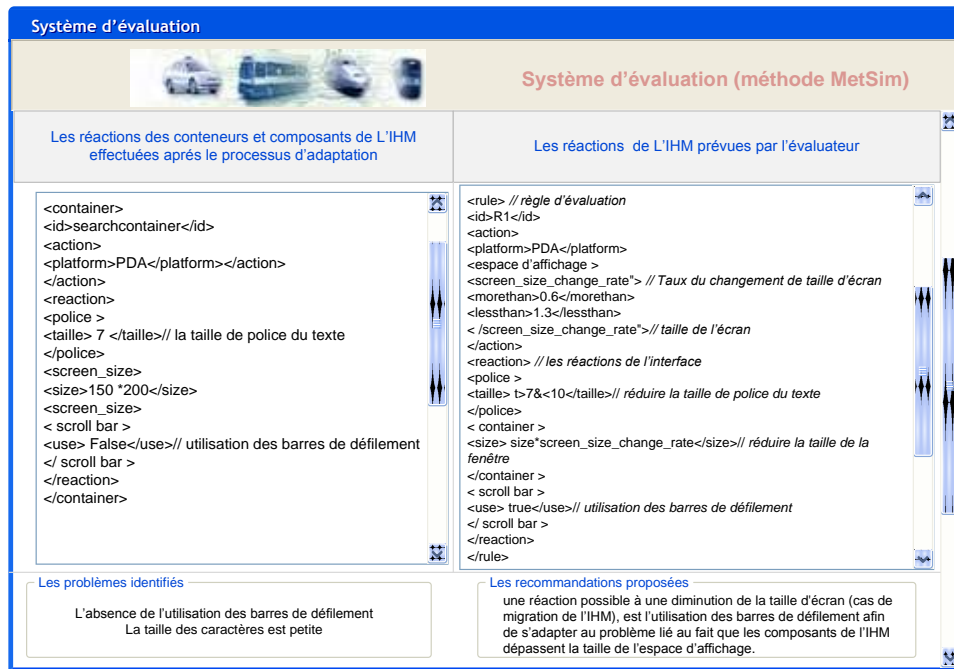 Système d'évaluation
Système d'évaluation (méthode MetSim)
Les réactions des conteneurs et composants de L'IHM
effectuées aprés le processus d'adaptation
Les réactions de L'IHM prévues par l'évaluateur
<container>
<id>searchcontainer</id>
<action>
<platform>PDA</platform></action>
</action>
<reaction>
<police >
<taille> 7 </taille>// la taille de police du texte
</police>
<screen_size>
<size>150 *200</size>
<screen_size>
< scroll bar >
<use> False</use>// utilisation des barres de défilement
</ scroll bar >
</reaction>
</container>
<rule> // règle d'évaluation
<id>R1</id>
<action>
<platform>PDA</platform>
<espace d'affichage >
<screen_size_change_rate"> // Taux du changement de taille d'écran
<morethan>0.6</morethan>
<lessthan>1.3</lessthan>
< /screen_size_change_rate">// taille de l'écran
</action>
<reaction> // les réactions de l'interface
<police >
<taille> t>7&<10</taille>// réduire la taille de police du texte
</police>
< container >
<size> size*screen_size_change_rate</size>// réduire la taille de la
fenêtre
</container >
< scroll bar >
<use> true</use>// utilisation des barres de défilement
</ scroll bar >
</reaction>
</rule>
Les problèmes identifiés
L'absence de l'utilisation des barres de défilement
La taille des caractères est petite
Les recommandations proposées
une réaction possible à une diminution de la taille d'écran (cas de
migration de l'IHM), est l'utilisation des barres de défilement afin
de s'adapter au problème lié au fait que les composants de l'IHM
dépassent la taille de l'espace d'affichage.